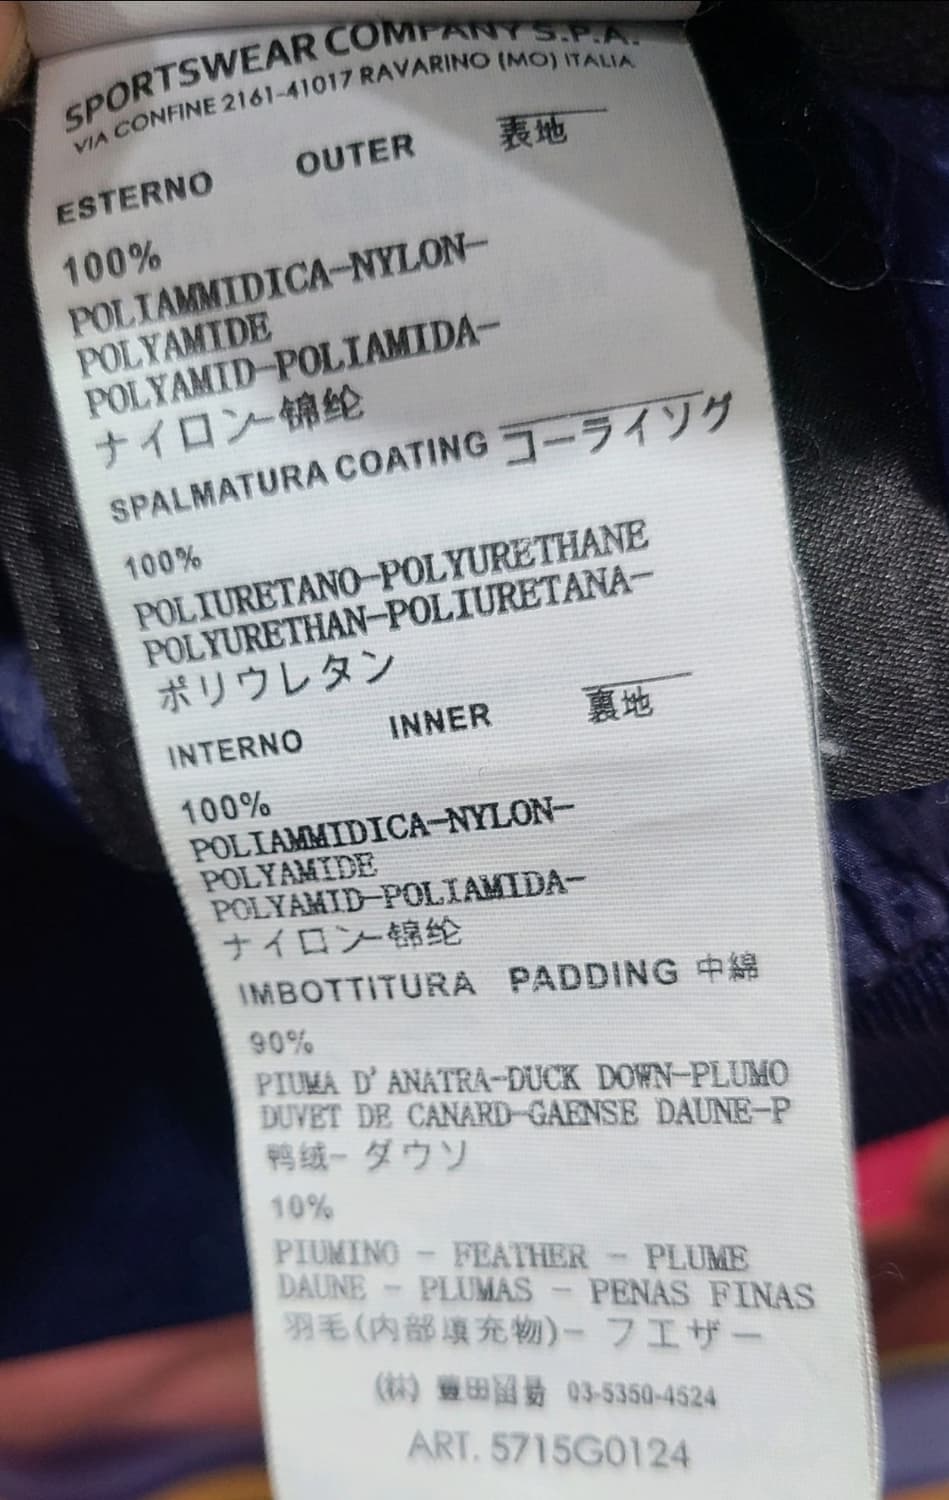 SPORTSWEAR COMPANY S.P.A.
VIA CONFINE 2161-41017 RAVARINO (MO) ITALIA
ESTERNO OUTER 表地
100%
POLIAMMIDICA-NYLON-
POLYAMIDE
POLYAMID-POLIAMIDA-
ナイロン-锦纶
SPALMATURA COATING コーライソグ
100%
POLIURETANO-POLYURETHANE
POLYURETHAN-POLIURETANA-
ポリウレタン
INTERNO INNER 裏地
100%
POLIAMMIDICA-NYLON-
POLYAMIDE
POLYAMID-POLIAMIDA-
ナイロン-锦纶
IMBOTTITURA PADDING 中綿
90%
PIUMA D'ANATRA-DUCK DOWN-PLUMO
DUVET DE CANARD-GAENSE DAUNE-P
鸭绒- ダウソ
10%
PIUMINO - FEATHER - PLUME
DAUNE - PLUMAS - PENAS FINAS
羽毛(内部填充物)- フエザー
(株) 豊田 03-5350-4524
ART. 5715G0124